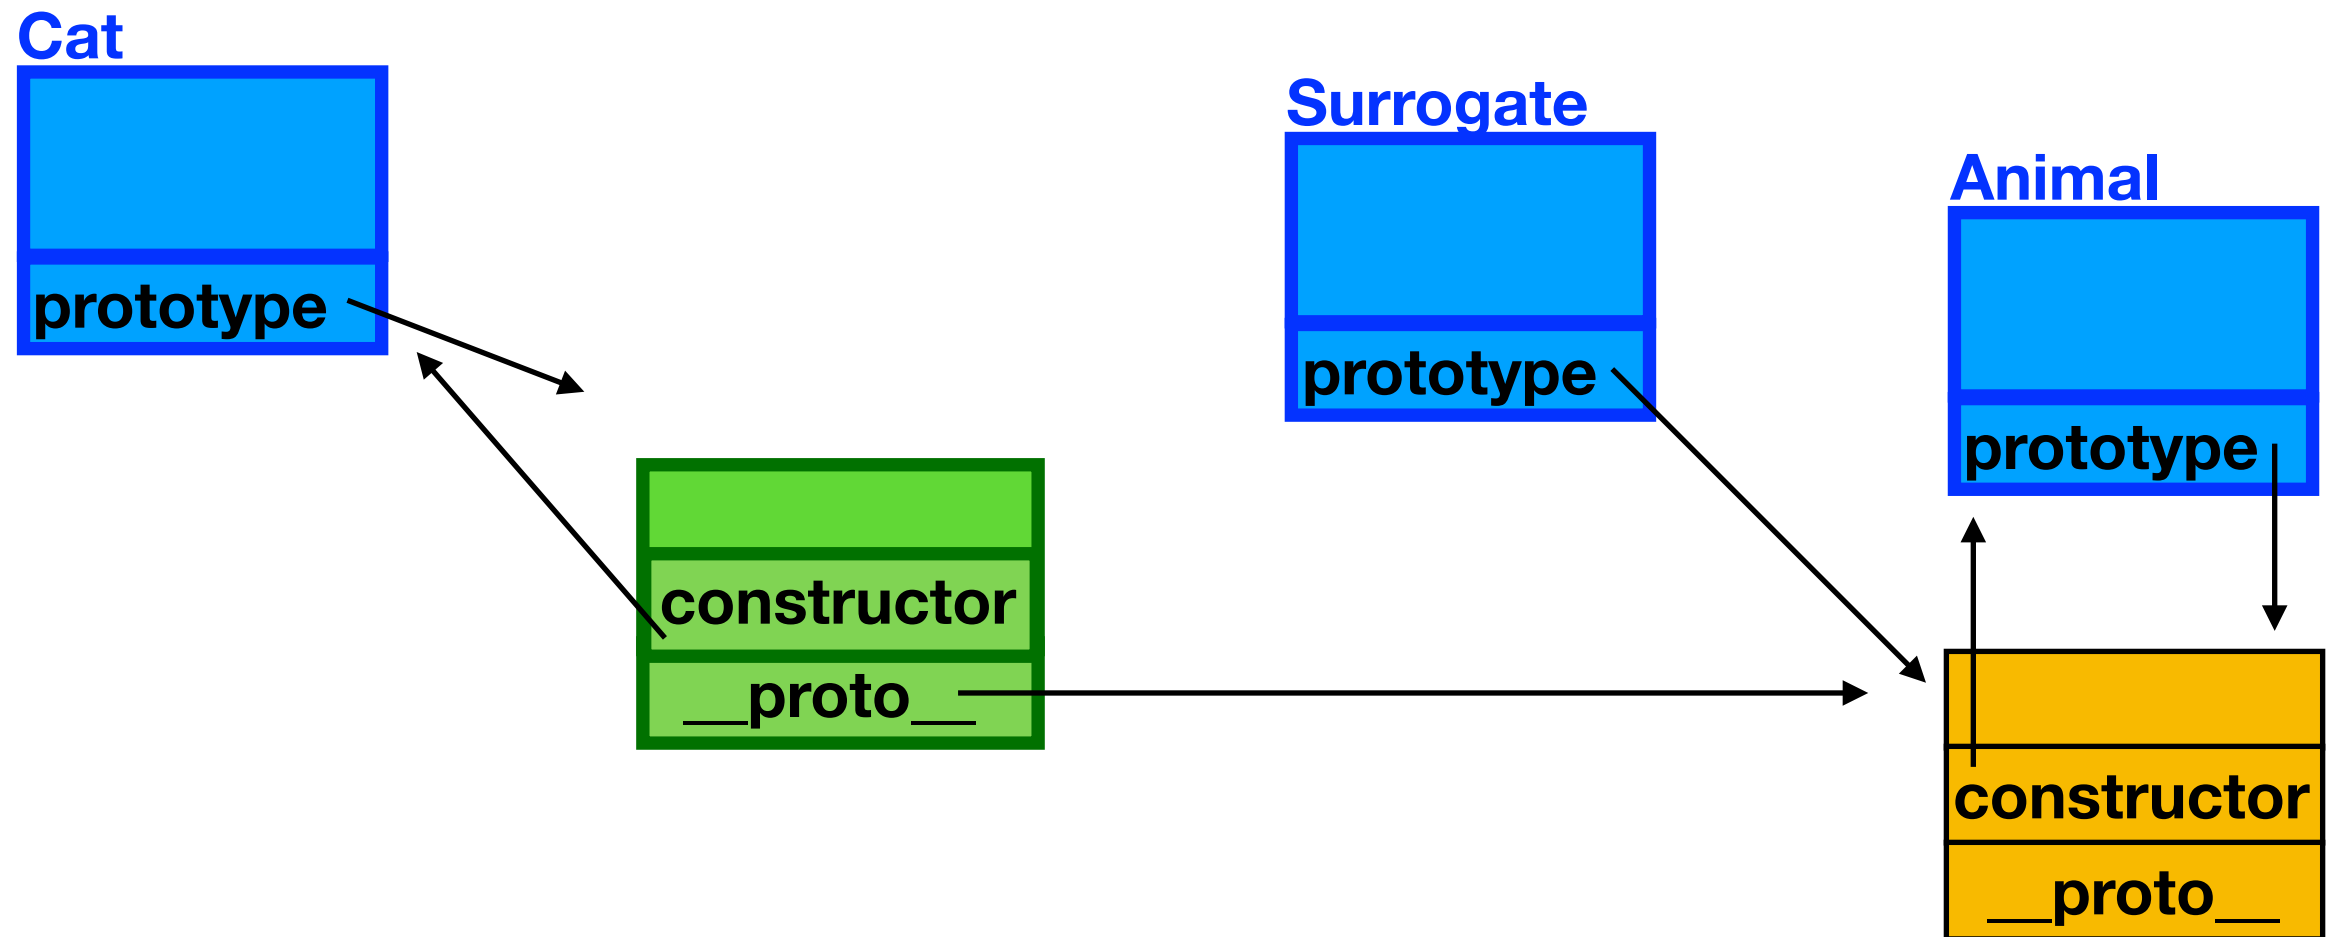 Cat
prototype
Surrogate
prototype
Animal
prototype
constructor
__proto__
constructor
__proto__